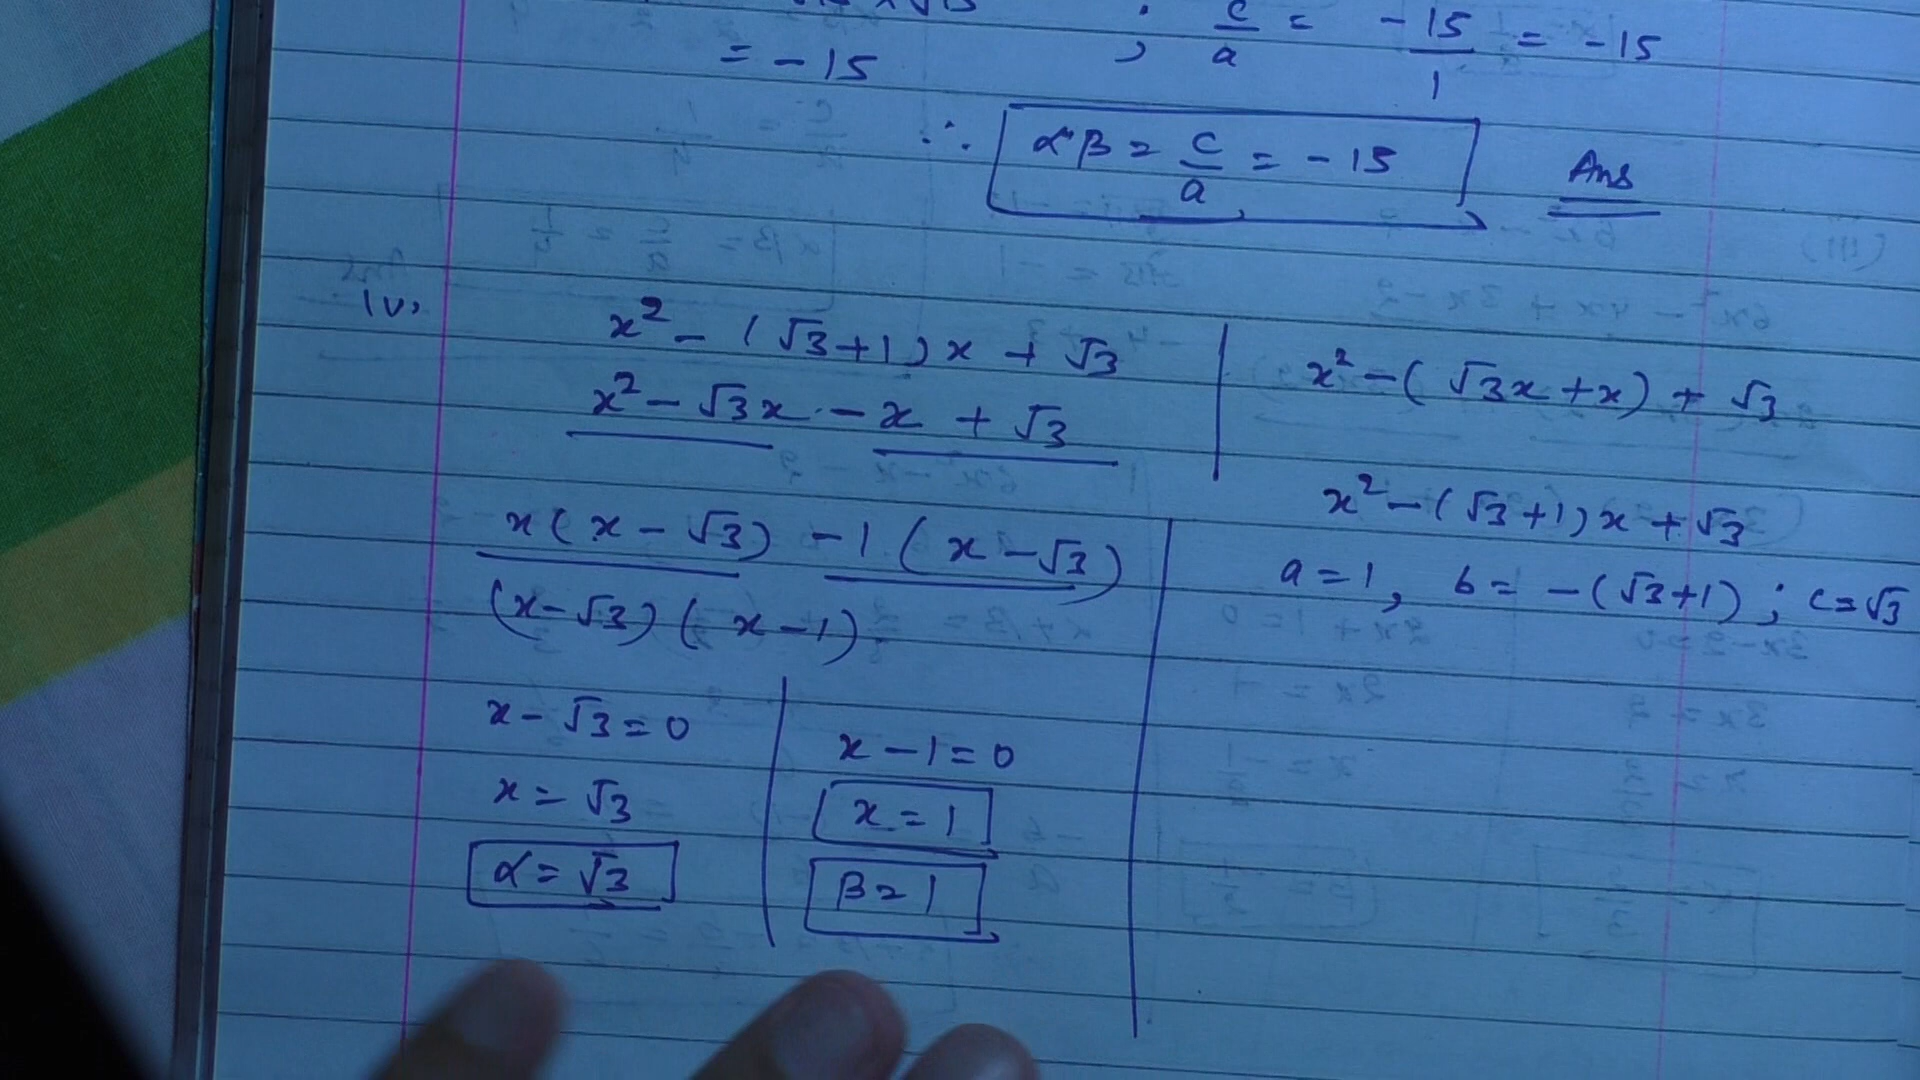 = -15 ; c/a = -15/1 = -15
∴ αβ = c/a = -15 Ans
iv,
x² - (√3+1)x + √3
x² - √3x - x + √3
x(x - √3) - 1(x - √3)
(x - √3)(x - 1)
x - √3 = 0
x = √3
α = √3
x - 1 = 0
x = 1
β = 1
x² - (√3x + x) + √3
x² - (√3+1)x + √3
a = 1, b = -(√3+1) ; c = √3